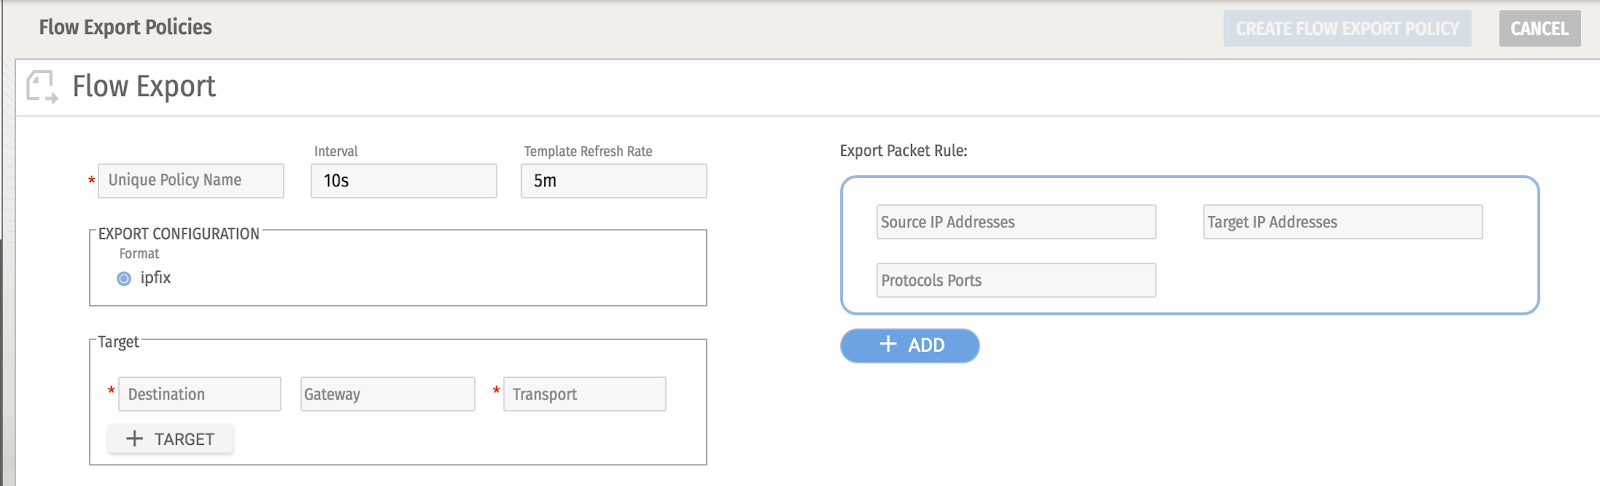 Flow Export Policies
CREATE FLOW EXPORT POLICY
CANCEL
Flow Export
* Unique Policy Name
Interval
10s
Template Refresh Rate
5m
EXPORT CONFIGURATION
Format
ipfix
Target
* Destination
Gateway
* Transport
+ TARGET
Export Packet Rule:
Source IP Addresses
Target IP Addresses
Protocols Ports
+ ADD